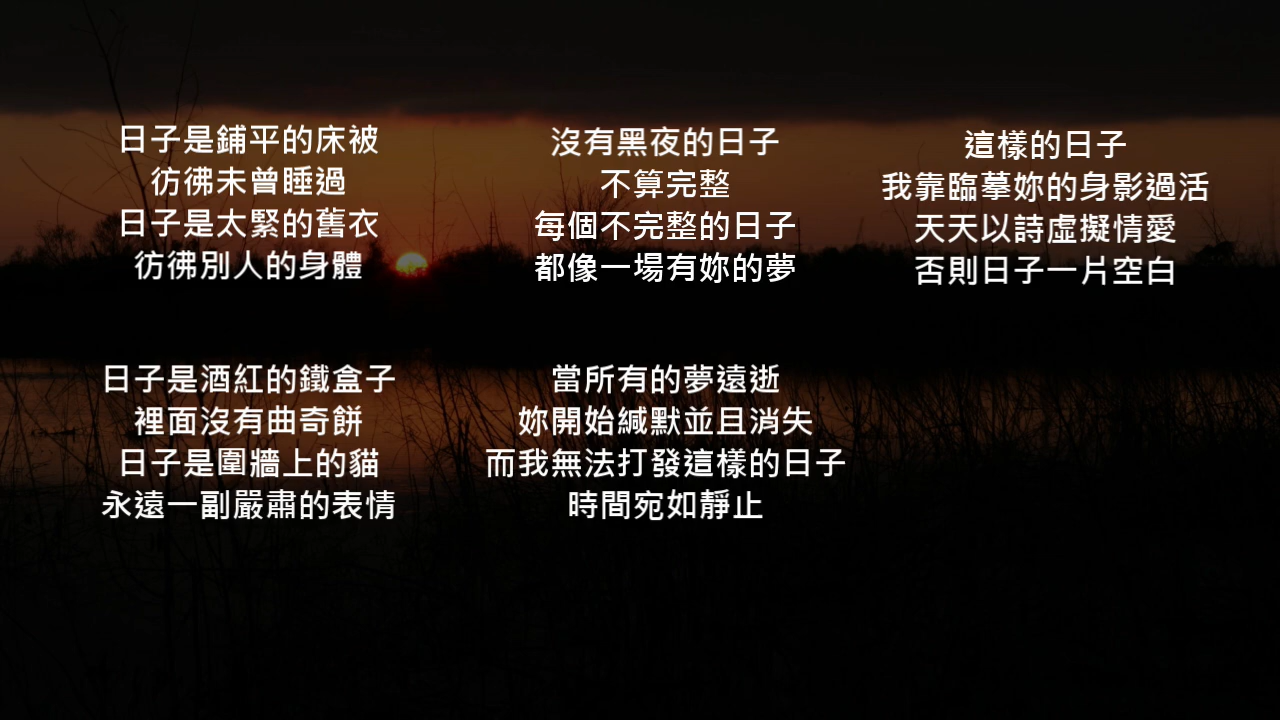 日子是鋪平的床被
彷彿未曾睡過
日子是太緊的舊衣
彷彿別人的身體
日子是酒紅的鐵盒子
裡面沒有曲奇餅
日子是圍牆上的貓
永遠一副嚴肅的表情
沒有黑夜的日子
不算完整
每個不完整的日子
都像一場有妳的夢
當所有的夢遠逝
妳開始緘默並且消失
而我無法打發這樣的日子
時間宛如靜止
這樣的日子
我靠臨摹妳的身影過活
天天以詩虛擬情愛
否則日子一片空白